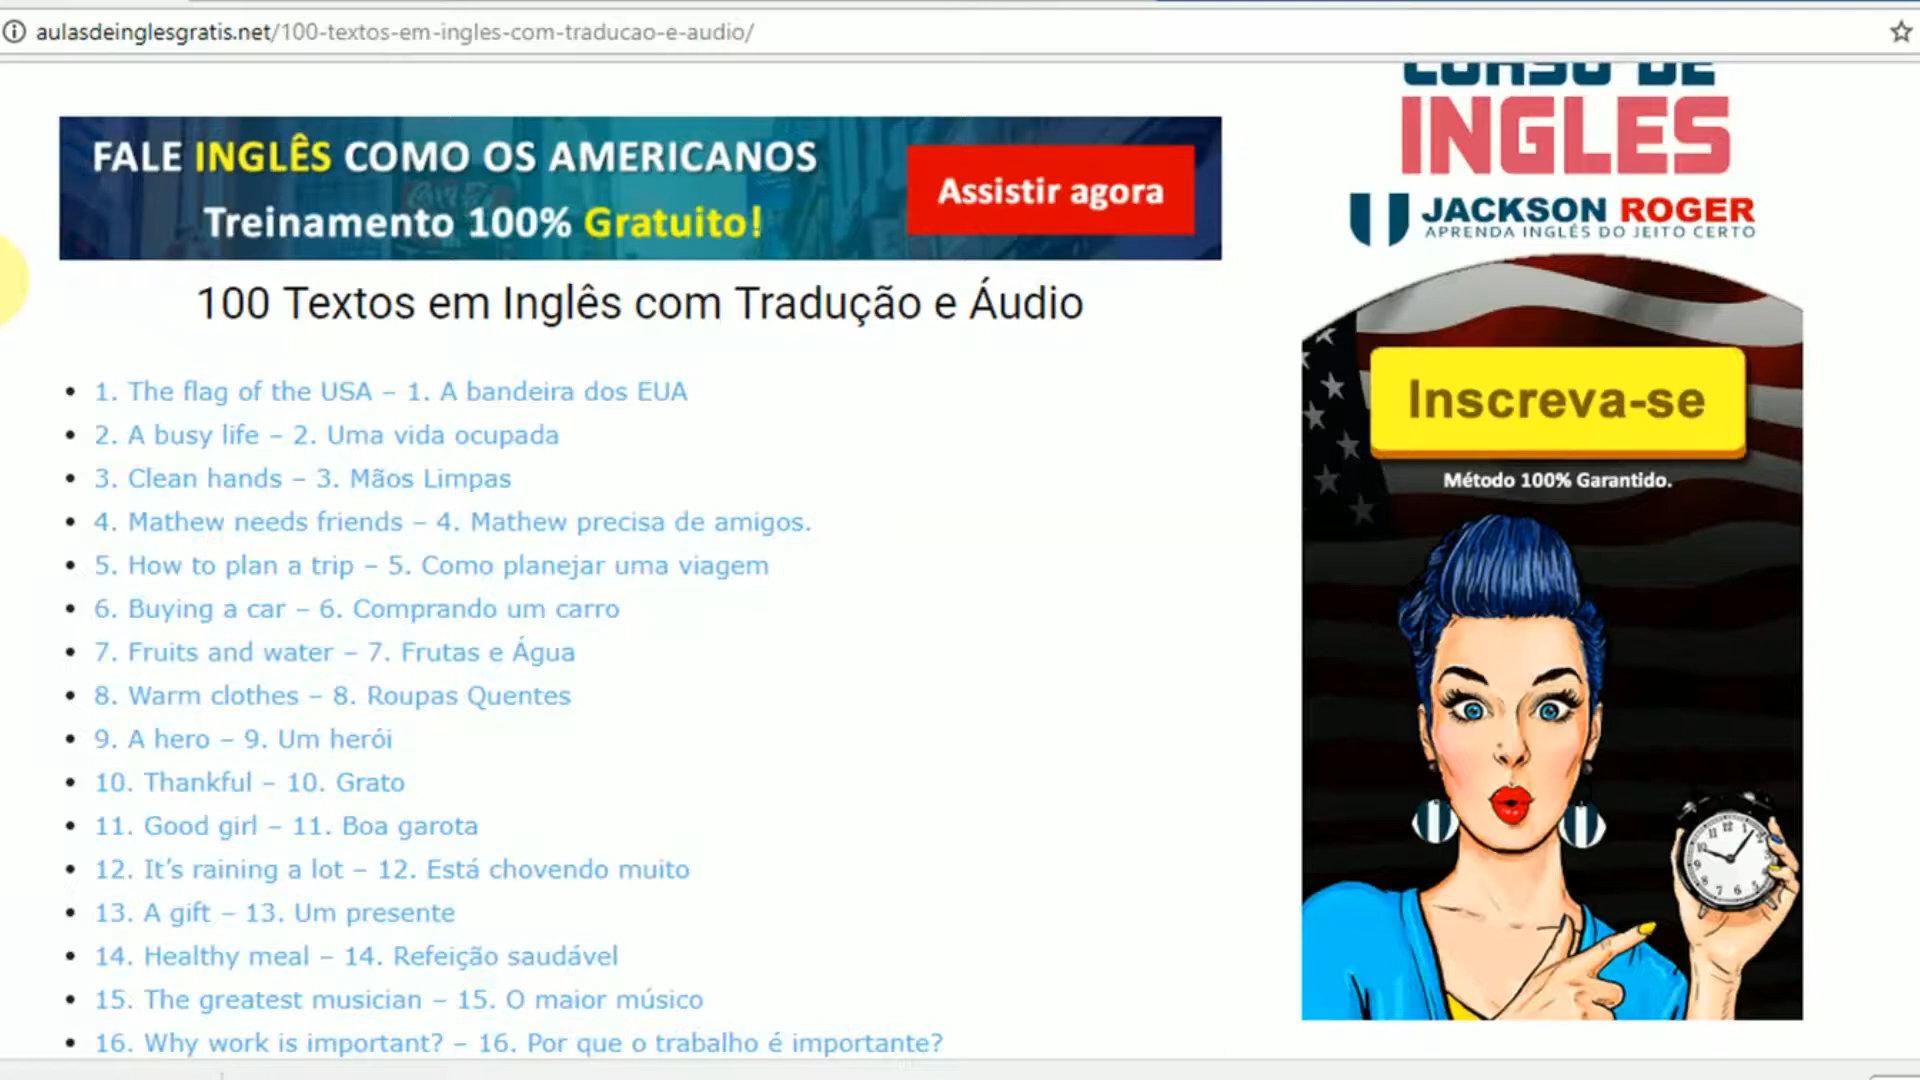 aulasdeinglesgratis.net/100-textos-em-ingles-com-traducao-e-audio/
FALE INGLÊS COMO OS AMERICANOS
Treinamento 100% Gratuito!
Assistir agora
100 Textos em Inglês com Tradução e Áudio
1. The flag of the USA – 1. A bandeira dos EUA
2. A busy life – 2. Uma vida ocupada
3. Clean hands – 3. Mãos Limpas
4. Mathew needs friends – 4. Mathew precisa de amigos.
5. How to plan a trip – 5. Como planejar uma viagem
6. Buying a car – 6. Comprando um carro
7. Fruits and water – 7. Frutas e Água
8. Warm clothes – 8. Roupas Quentes
9. A hero – 9. Um herói
10. Thankful – 10. Grato
11. Good girl – 11. Boa garota
12. It’s raining a lot – 12. Está chovendo muito
13. A gift – 13. Um presente
14. Healthy meal – 14. Refeição saudável
15. The greatest musician – 15. O maior músico
16. Why work is important? – 16. Por que o trabalho é importante?
CURSO DE
INGLES
JACKSON ROGER
APRENDA INGLÊS DO JEITO CERTO
Inscreva-se
Método 100% Garantido.